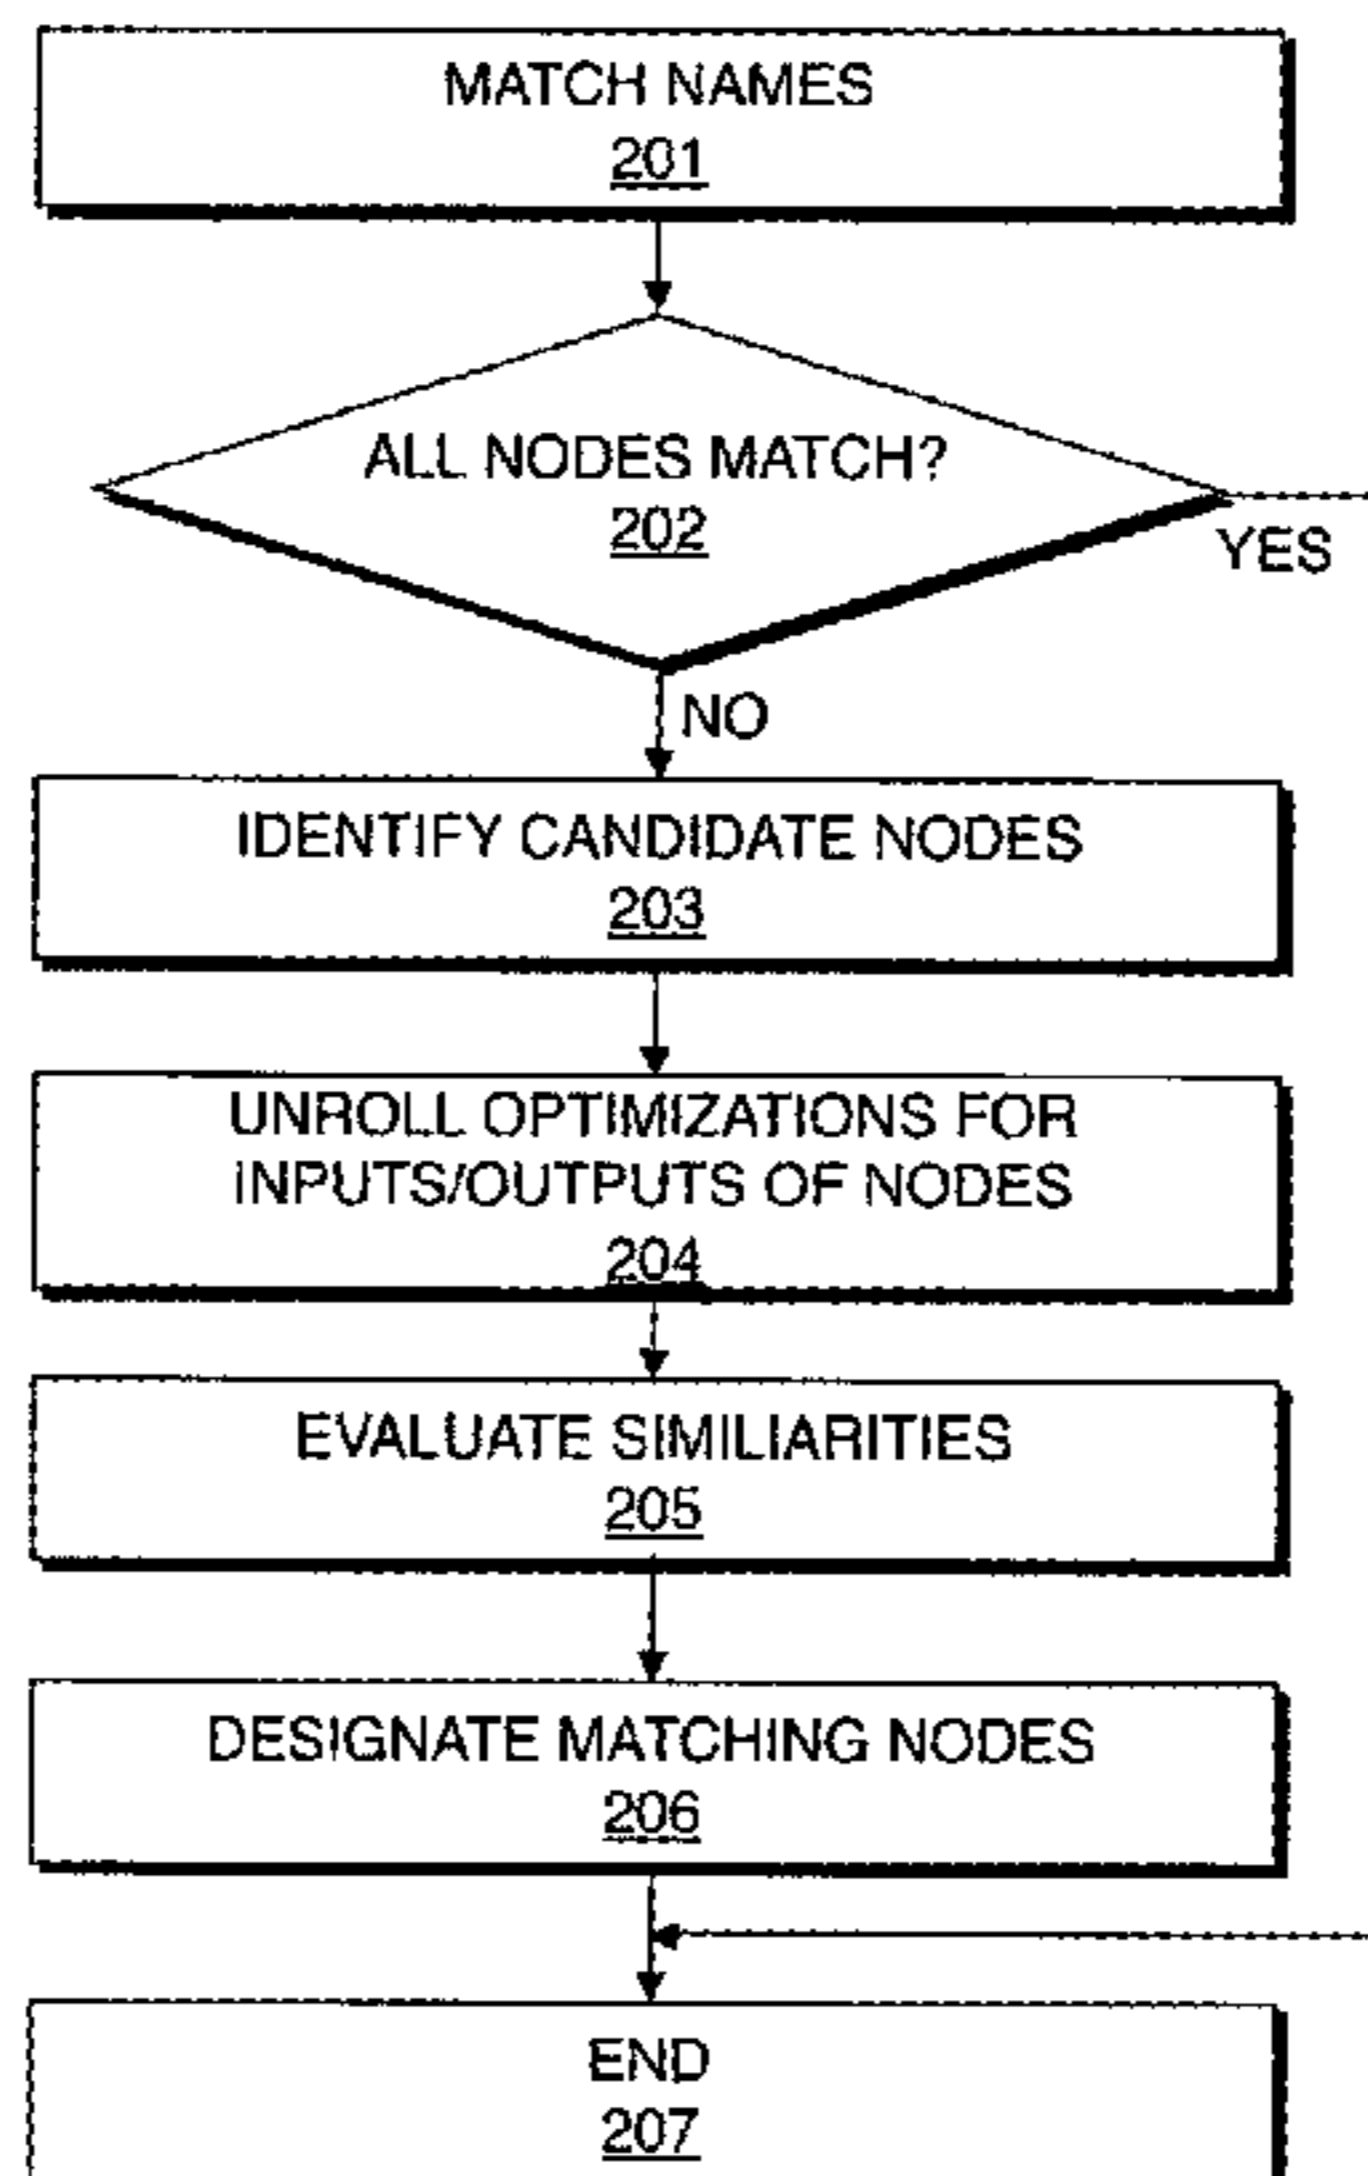 MATCH NAMES
201
ALL NODES MATCH?
202
YES
NO
IDENTIFY CANDIDATE NODES
203
UNROLL OPTIMIZATIONS FOR
INPUTS/OUTPUTS OF NODES
204
EVALUATE SIMILIARITIES
205
DESIGNATE MATCHING NODES
206
END
207